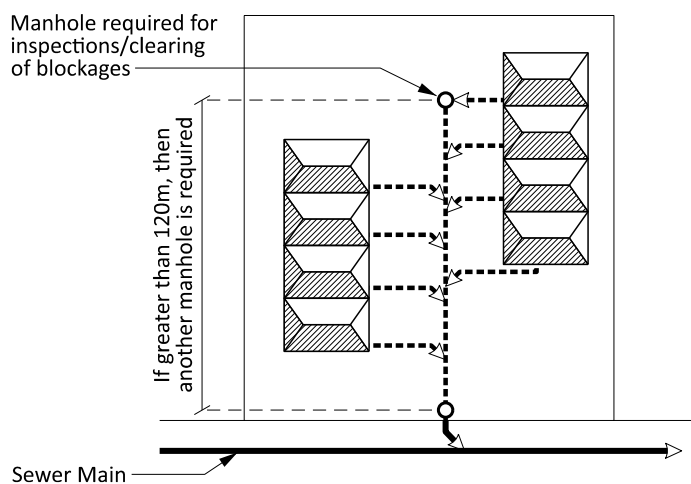 Manhole required for
inspections/clearing
of blockages
If greater than 120m, then
another manhole is required
Sewer Main